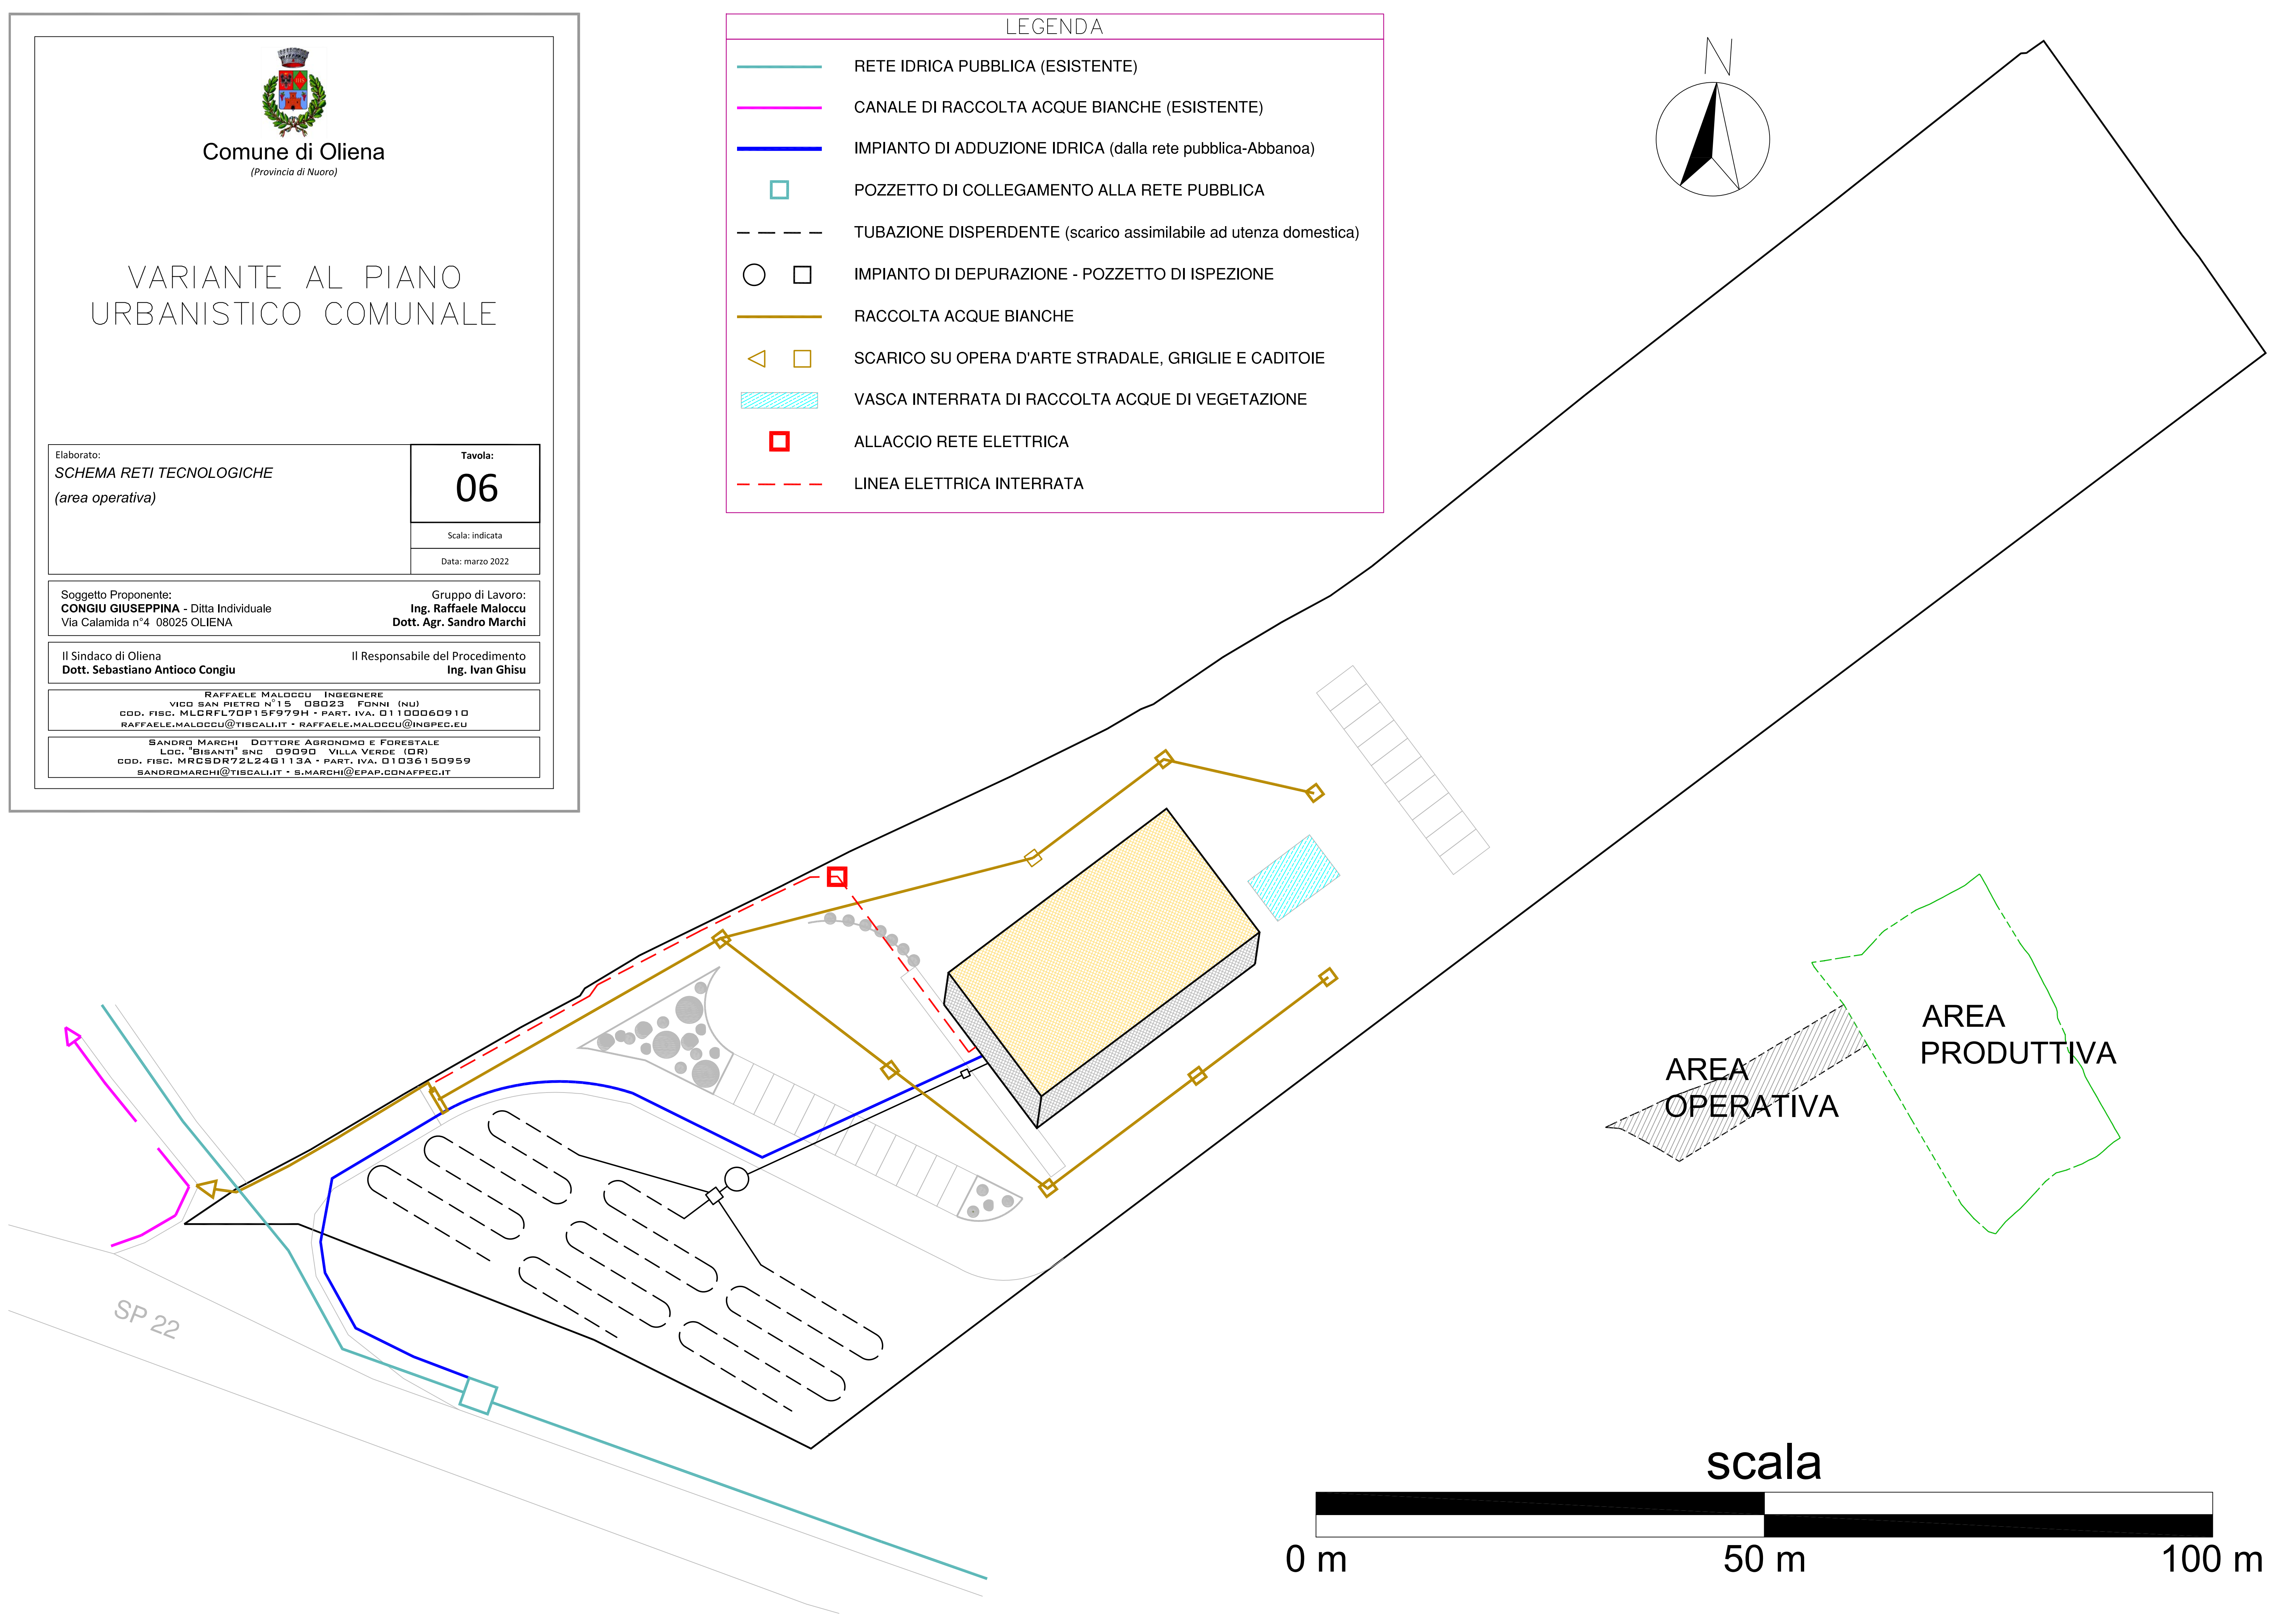 Comune di Oliena
(Provincia di Nuoro)
VARIANTE AL PIANO
URBANISTICO COMUNALE
Elaborato:
SCHEMA RETI TECNOLOGICHE
(area operativa)
Tavola:
06
Scala: indicata
Data: marzo 2022
Soggetto Proponente:
CONGIU GIUSEPPINA - Ditta Individuale
Via Calamida n°4 08025 OLIENA
Gruppo di Lavoro:
Ing. Raffaele Maloccu
Dott. Agr. Sandro Marchi
Il Sindaco di Oliena
Dott. Sebastiano Antioco Congiu
Il Responsabile del Procedimento
Ing. Ivan Ghisu
RAFFAELE MALOCCU INGEGNERE
VICO SAN PIETRO N°15 08023 FONNI (NU)
COD. FISC. MLCRFL70P15F979H - PART. IVA. 01100060910
RAFFAELE.MALOCCU@TISCALI.IT - RAFFAELE.MALOCCU@INGPEC.EU
SANDRO MARCHI DOTTORE AGRONOMO E FORESTALE
LOC. "BISANTI" SNC 09090 VILLA VERDE (OR)
COD. FISC. MRCSDR72L24G113A - PART. IVA. 01036150959
SANDROMARCHI@TISCALI.IT - S.MARCHI@EPAP.CONAFPEC.IT
LEGENDA
RETE IDRICA PUBBLICA (ESISTENTE)
CANALE DI RACCOLTA ACQUE BIANCHE (ESISTENTE)
IMPIANTO DI ADDUZIONE IDRICA (dalla rete pubblica-Abbanoa)
POZZETTO DI COLLEGAMENTO ALLA RETE PUBBLICA
TUBAZIONE DISPERDENTE (scarico assimilabile ad utenza domestica)
IMPIANTO DI DEPURAZIONE - POZZETTO DI ISPEZIONE
RACCOLTA ACQUE BIANCHE
SCARICO SU OPERA D'ARTE STRADALE, GRIGLIE E CADITOIE
VASCA INTERRATA DI RACCOLTA ACQUE DI VEGETAZIONE
ALLACCIO RETE ELETTRICA
LINEA ELETTRICA INTERRATA
N
AREA
PRODUTTIVA
AREA
OPERATIVA
SP 22
scala
0 m
50 m
100 m